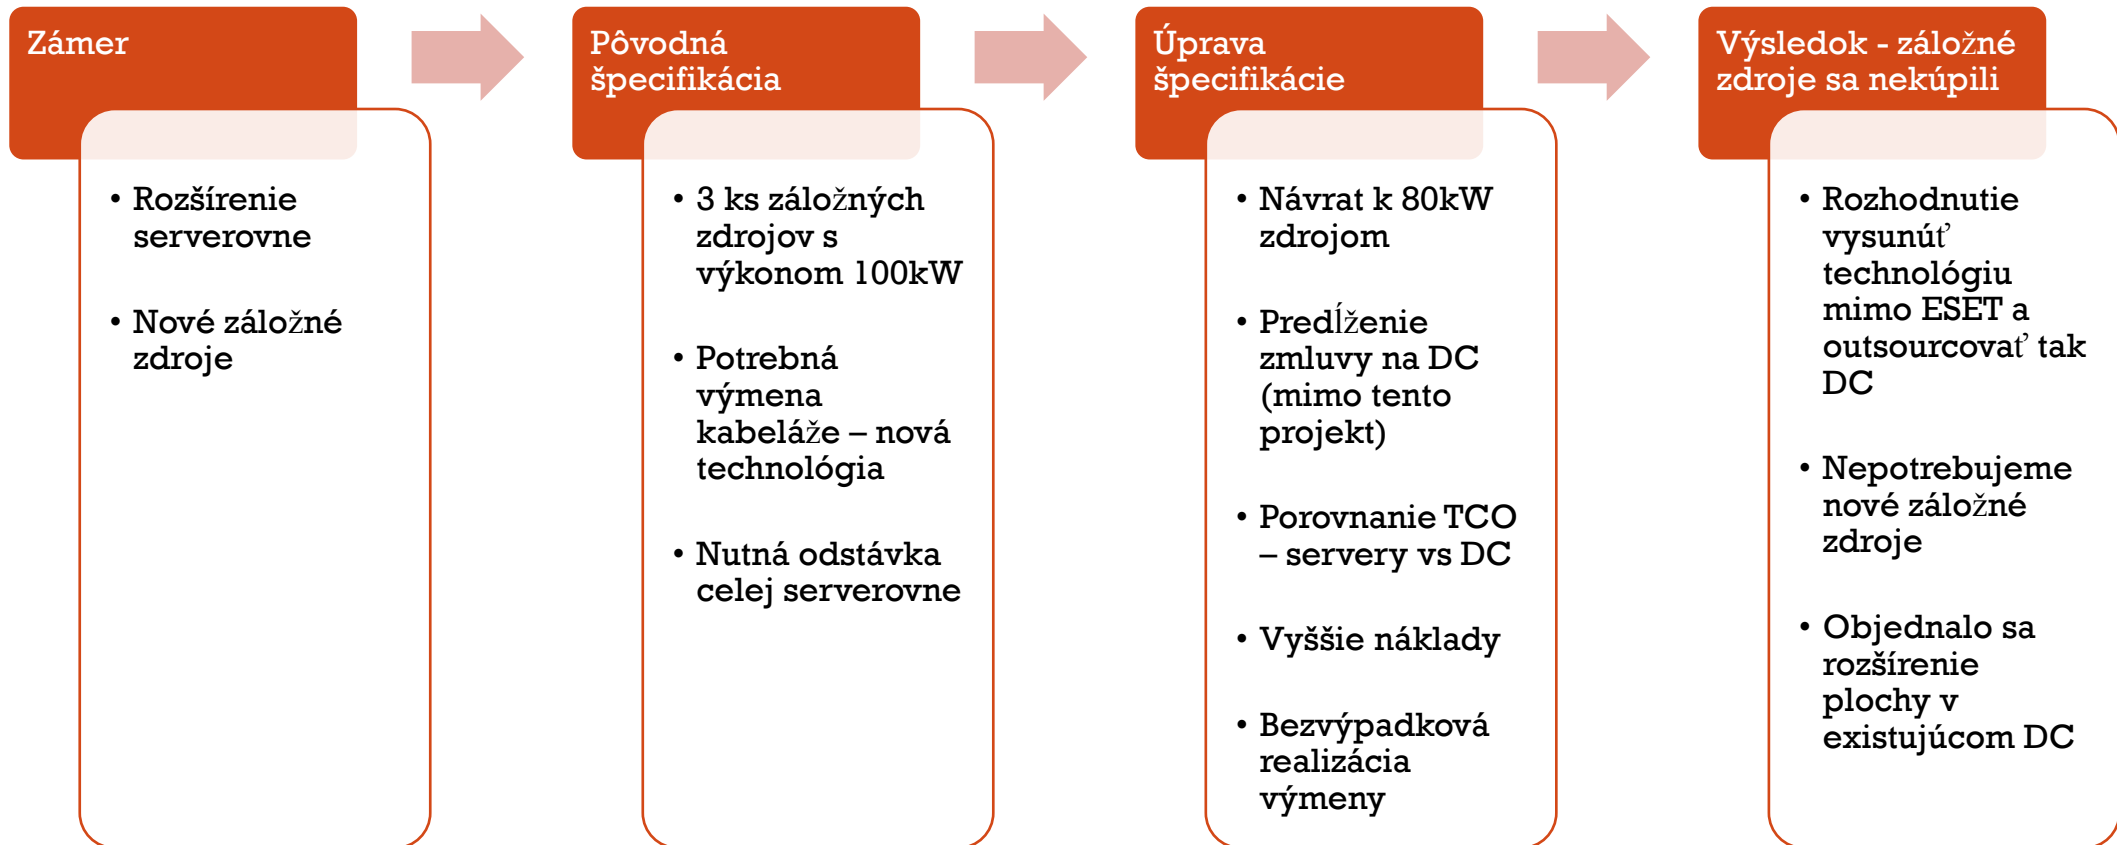 Zámer
• Rozšírenie
serverovne
• Nové záložné
zdroje
Pôvodná
špecifikácia
• 3 ks záložných
zdrojov s
výkonom 100kW
• Potrebná
výmena
kabeláže – nová
technológia
• Nutná odstávka
celej serverovne
Úprava
špecifikácie
• Návrat k 80kW
zdrojom
• Predĺženie
zmluvy na DC
(mimo tento
projekt)
• Porovnanie TCO
– servery vs DC
• Vyššie náklady
• Bezvýpadková
realizácia
výmeny
Výsledok - záložné
zdroje sa nekúpili
• Rozhodnutie
vysunúť
technológiu
mimo ESET a
outsourcovať tak
DC
• Nepotrebujeme
nové záložné
zdroje
• Objednalo sa
rozšírenie
plochy v
existujúcom DC